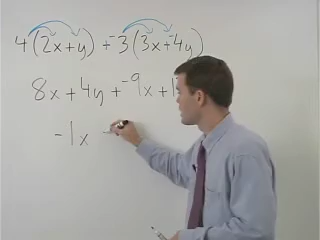 4(2x+y) + ⁻3(3x+⁻4y)
8x + 4y + ⁻9x + 1
-1x